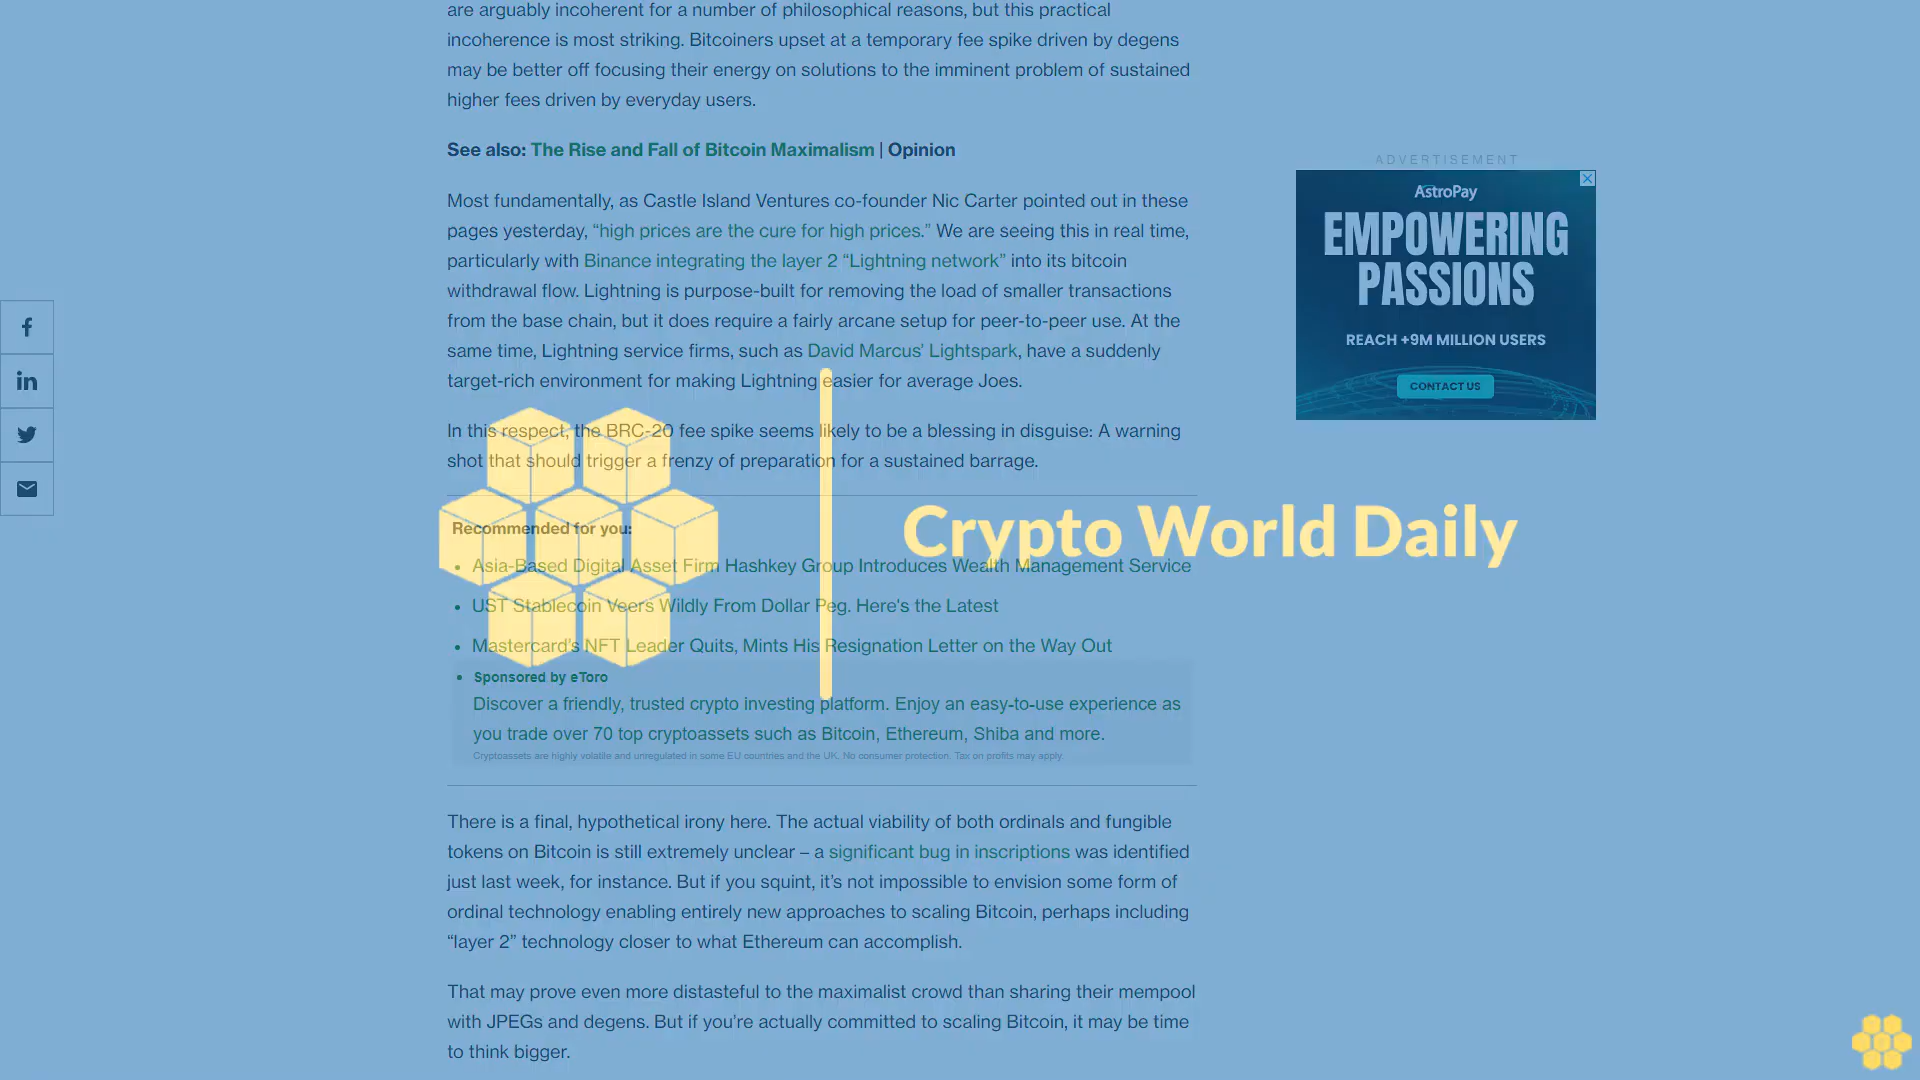 are arguably incoherent for a number of philosophical reasons, but this practical
incoherence is most striking. Bitcoiners upset at a temporary fee spike driven by degens
may be better off focusing their energy on solutions to the imminent problem of sustained
higher fees driven by everyday users.
See also: The Rise and Fall of Bitcoin Maximalism | Opinion
Most fundamentally, as Castle Island Ventures co-founder Nic Carter pointed out in these
pages yesterday, “high prices are the cure for high prices.” We are seeing this in real time,
particularly with Binance integrating the layer 2 “Lightning network” into its bitcoin
withdrawal flow. Lightning is purpose-built for removing the load of smaller transactions
from the base chain, but it does require a fairly arcane setup for peer-to-peer use. At the
same time, Lightning service firms, such as David Marcus’ Lightspark, have a suddenly
target-rich environment for making Lightning easier for average Joes.
In this respect, the BRC-20 fee spike seems likely to be a blessing in disguise: A warning
shot that should trigger a frenzy of preparation for a sustained barrage.
Recommended for you:
• Asia-Based Digital Asset Firm Hashkey Group Introduces Wealth Management Service
• UST Stablecoin Veers Wildly From Dollar Peg. Here's the Latest
• Mastercard’s NFT Leader Quits, Mints His Resignation Letter on the Way Out
• Sponsored by eToro
Discover a friendly, trusted crypto investing platform. Enjoy an easy-to-use experience as
you trade over 70 top cryptoassets such as Bitcoin, Ethereum, Shiba and more.
Cryptoassets are highly volatile and unregulated in some EU countries and the UK. No consumer protection. Tax on profits may apply
There is a final, hypothetical irony here. The actual viability of both ordinals and fungible
tokens on Bitcoin is still extremely unclear – a significant bug in inscriptions was identified
just last week, for instance. But if you squint, it’s not impossible to envision some form of
ordinal technology enabling entirely new approaches to scaling Bitcoin, perhaps including
“layer 2” technology closer to what Ethereum can accomplish.
That may prove even more distasteful to the maximalist crowd than sharing their mempool
with JPEGs and degens. But if you’re actually committed to scaling Bitcoin, it may be time
to think bigger.
Crypto World Daily
ADVERTISEMENT
AstroPay
EMPOWERING
PASSIONS
REACH +9M MILLION USERS
CONTACT US